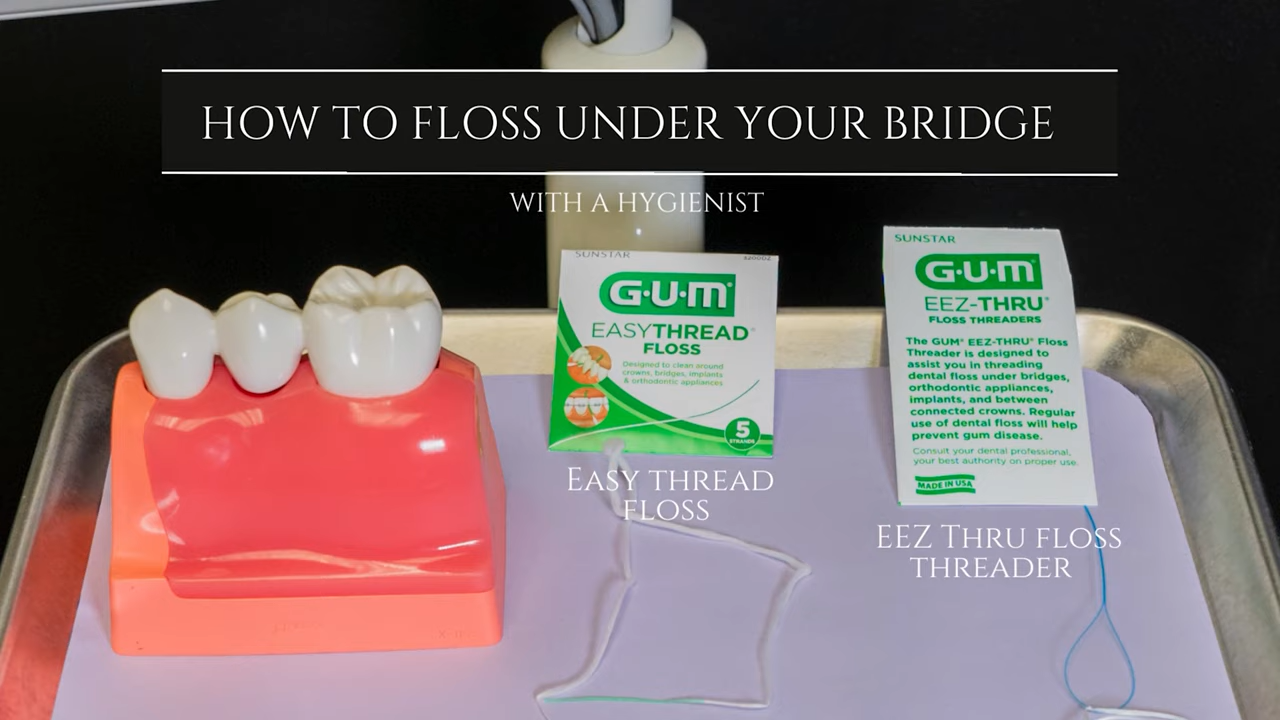 HOW TO FLOSS UNDER YOUR BRIDGE
WITH A HYGIENIST
SUNSTAR
G·U·M®
EASYTHREAD®
FLOSS
Designed to clean around
crowns, bridges, implants
& orthodontic appliances
5
STRANDS
EASY THREAD
FLOSS
SUNSTAR
G·U·M®
EEZ-THRU®
FLOSS THREADERS
The GUM® EEZ-THRU® Floss
Threader is designed to
assist you in threading
dental floss under bridges,
orthodontic appliances,
implants, and between
connected crowns. Regular
use of dental floss will help
prevent gum disease.
Consult your dental professional,
your best authority on proper use.
MADE IN USA
EEZ THRU FLOSS
THREADER